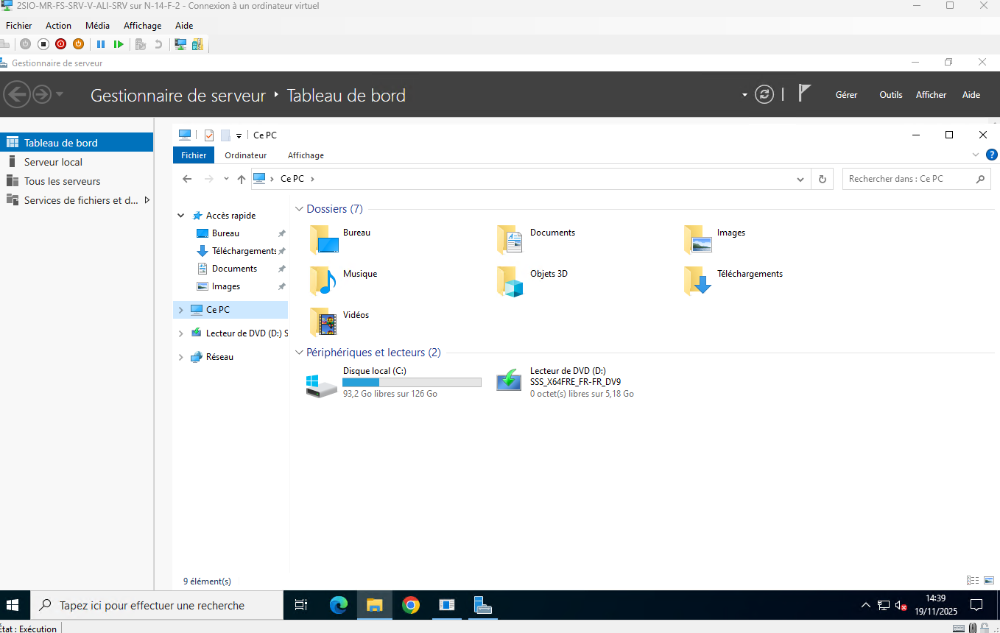 2SIO-MR-FS-SRV-V-ALI-SRV sur N-14-F-2 - Connexion à un ordinateur virtuel
Fichier Action Média Affichage Aide
Gestionnaire de serveur
Gestionnaire de serveur Tableau de bord
Gérer Outils Afficher Aide
Tableau de bord
Serveur local
Tous les serveurs
Services de fichiers et d...
Ce PC
Fichier Ordinateur Affichage
Ce PC
Rechercher dans : Ce PC
Accès rapide
Bureau
Téléchargements
Documents
Images
Ce PC
Lecteur de DVD (D:) S
Réseau
Dossiers (7)
Bureau
Documents
Images
Musique
Objets 3D
Téléchargements
Vidéos
Périphériques et lecteurs (2)
Disque local (C:)
93,2 Go libres sur 126 Go
Lecteur de DVD (D:)
SSS_X64FRE_FR-FR_DV9
0 octet(s) libres sur 5,18 Go
9 élément(s)
Tapez ici pour effectuer une recherche
14:39
19/11/2025
État : Exécution